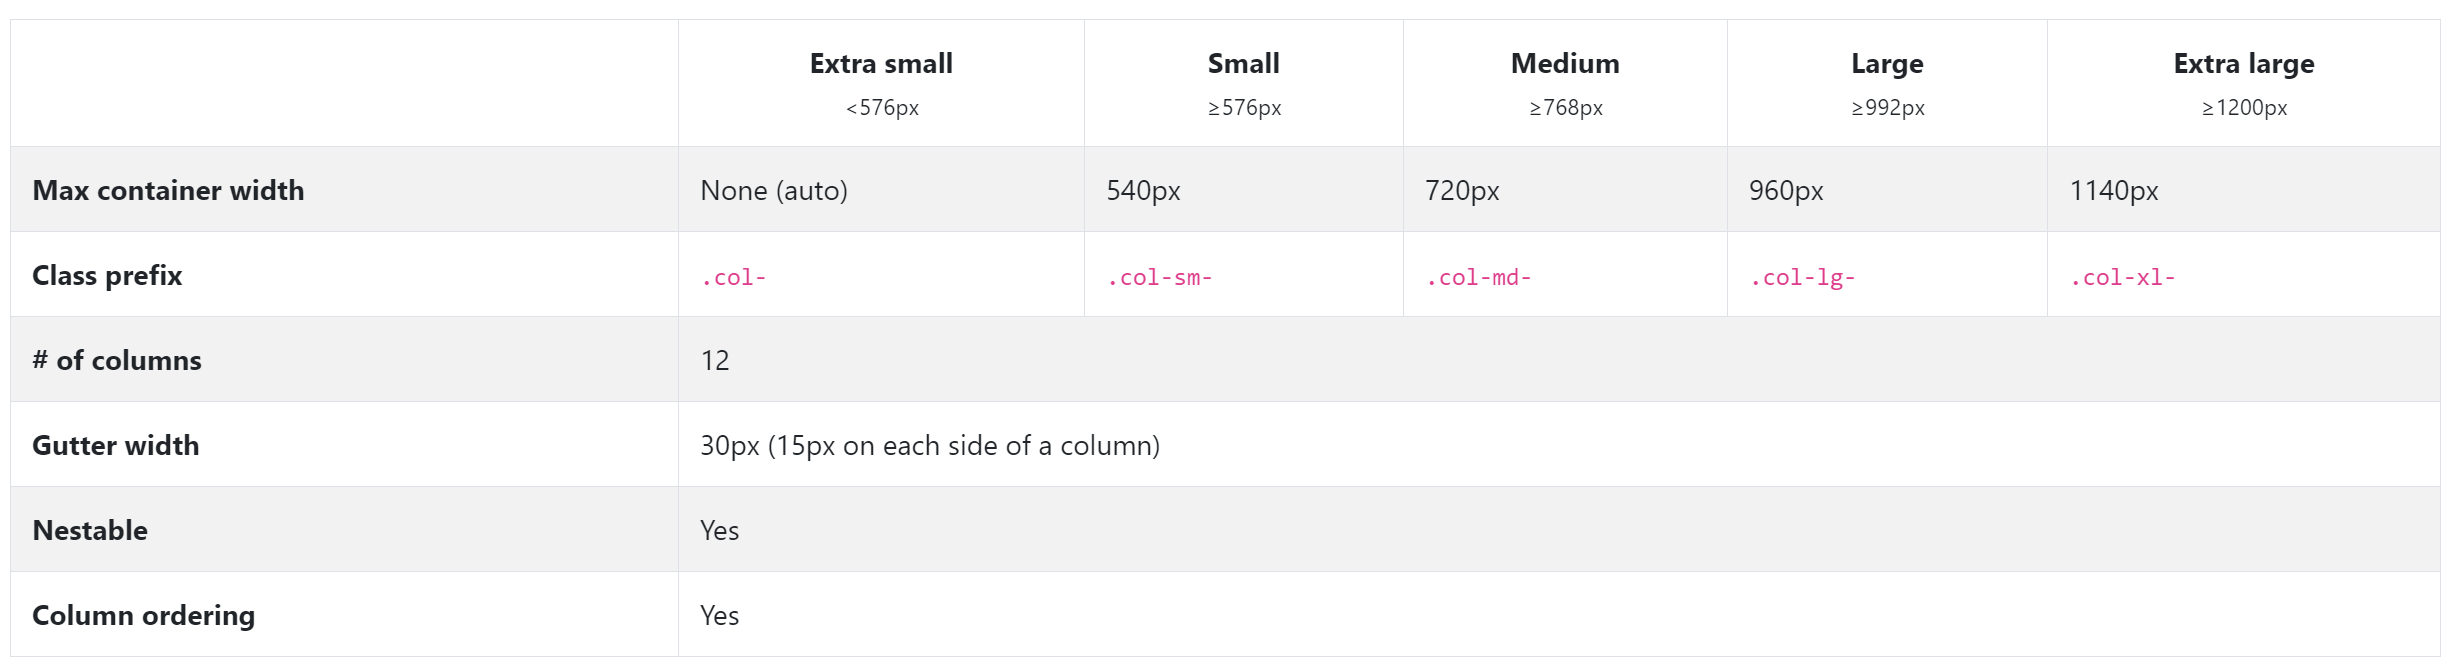 Extra small Small Medium Large Extra large
<576px ≥576px ≥768px ≥992px ≥1200px
Max container width None (auto) 540px 720px 960px 1140px
Class prefix .col- .col-sm- .col-md- .col-lg- .col-xl-
# of columns 12
Gutter width 30px (15px on each side of a column)
Nestable Yes
Column ordering Yes